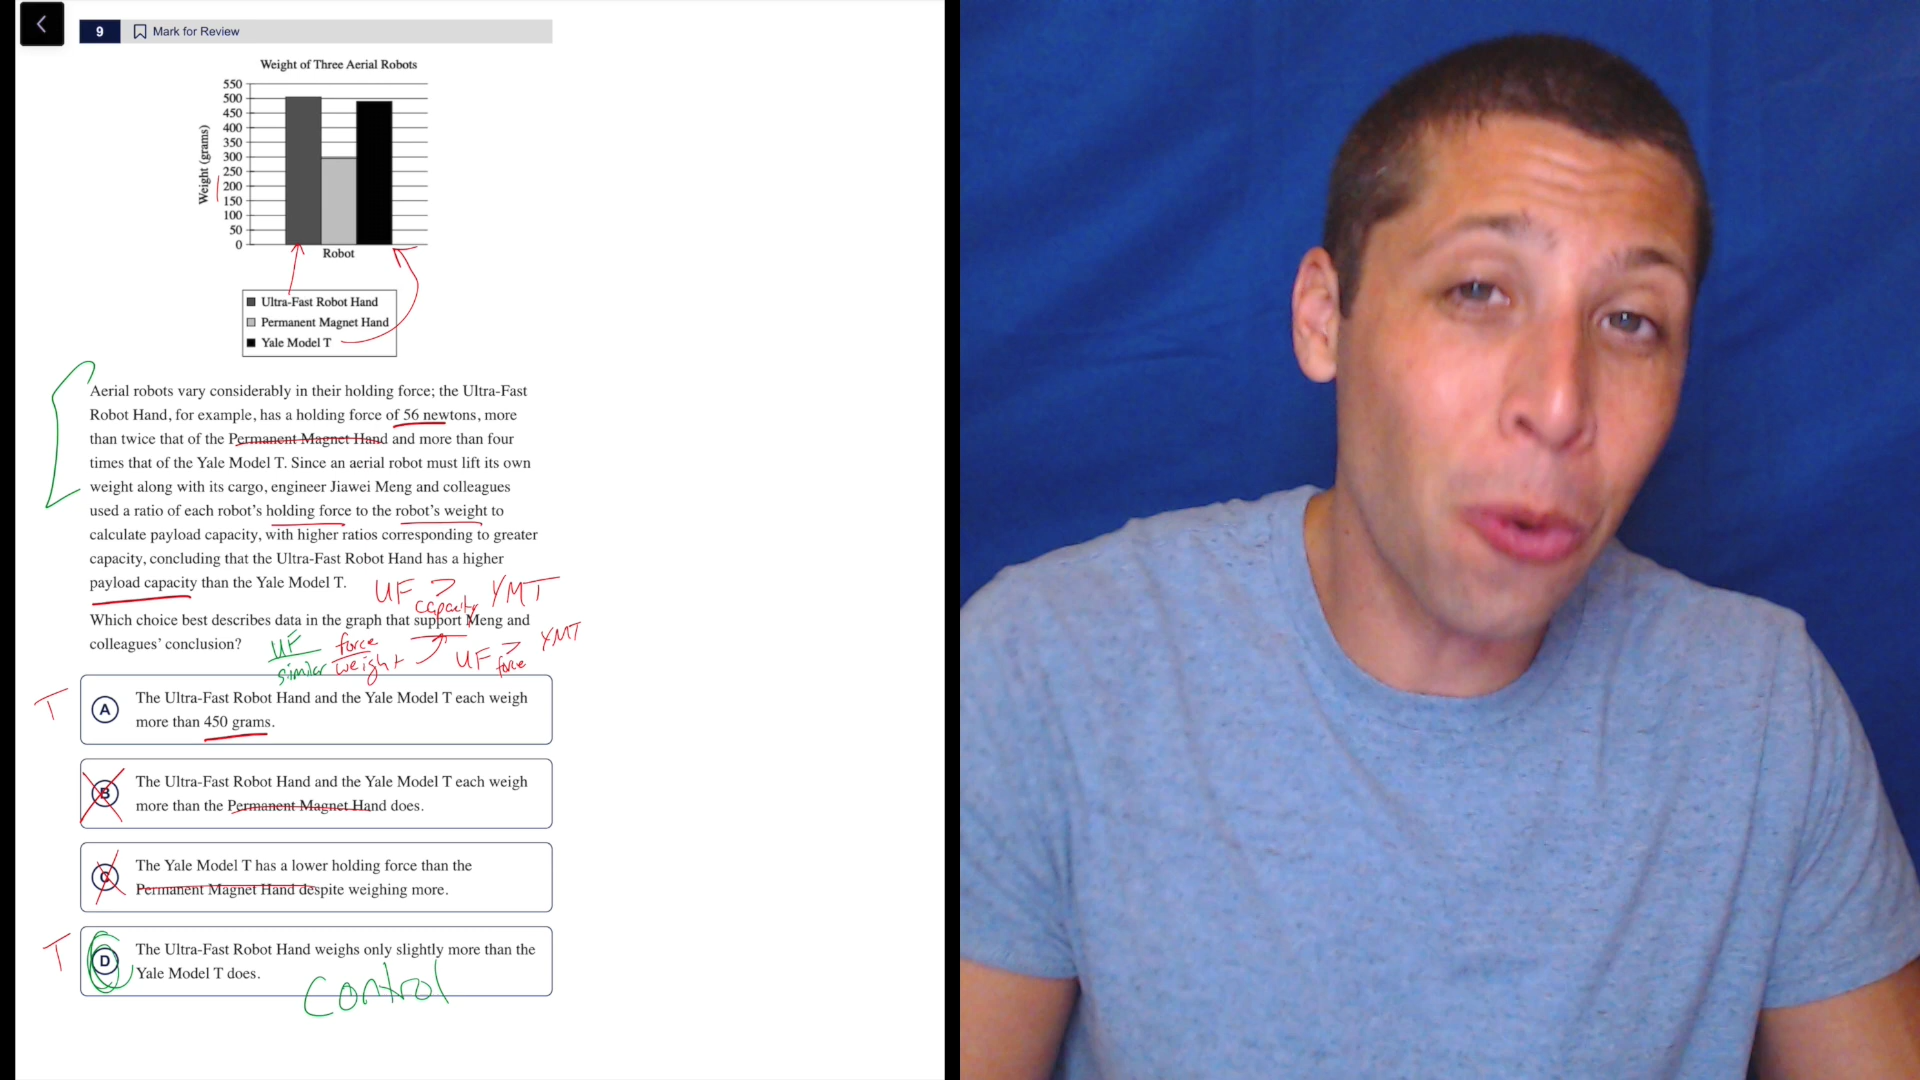 9 Mark for Review
Weight of Three Aerial Robots
550
500
450
400
350
300
250
200
150
100
50
0
Weight (grams)
Robot
Ultra-Fast Robot Hand
Permanent Magnet Hand
Yale Model T
Aerial robots vary considerably in their holding force; the Ultra-Fast
Robot Hand, for example, has a holding force of 56 newtons, more
than twice that of the Permanent Magnet Hand and more than four
times that of the Yale Model T. Since an aerial robot must lift its own
weight along with its cargo, engineer Jiawei Meng and colleagues
used a ratio of each robot's holding force to the robot's weight to
calculate payload capacity, with higher ratios corresponding to greater
capacity, concluding that the Ultra-Fast Robot Hand has a higher
payload capacity than the Yale Model T.
UF > YMT
capacity
Which choice best describes data in the graph that support Meng and
colleagues' conclusion?
UF force
similar weight
UF > YMT
force
T
A The Ultra-Fast Robot Hand and the Yale Model T each weigh
more than 450 grams.
B The Ultra-Fast Robot Hand and the Yale Model T each weigh
more than the Permanent Magnet Hand does.
C The Yale Model T has a lower holding force than the
Permanent Magnet Hand despite weighing more.
T
D The Ultra-Fast Robot Hand weighs only slightly more than the
Yale Model T does.
Control